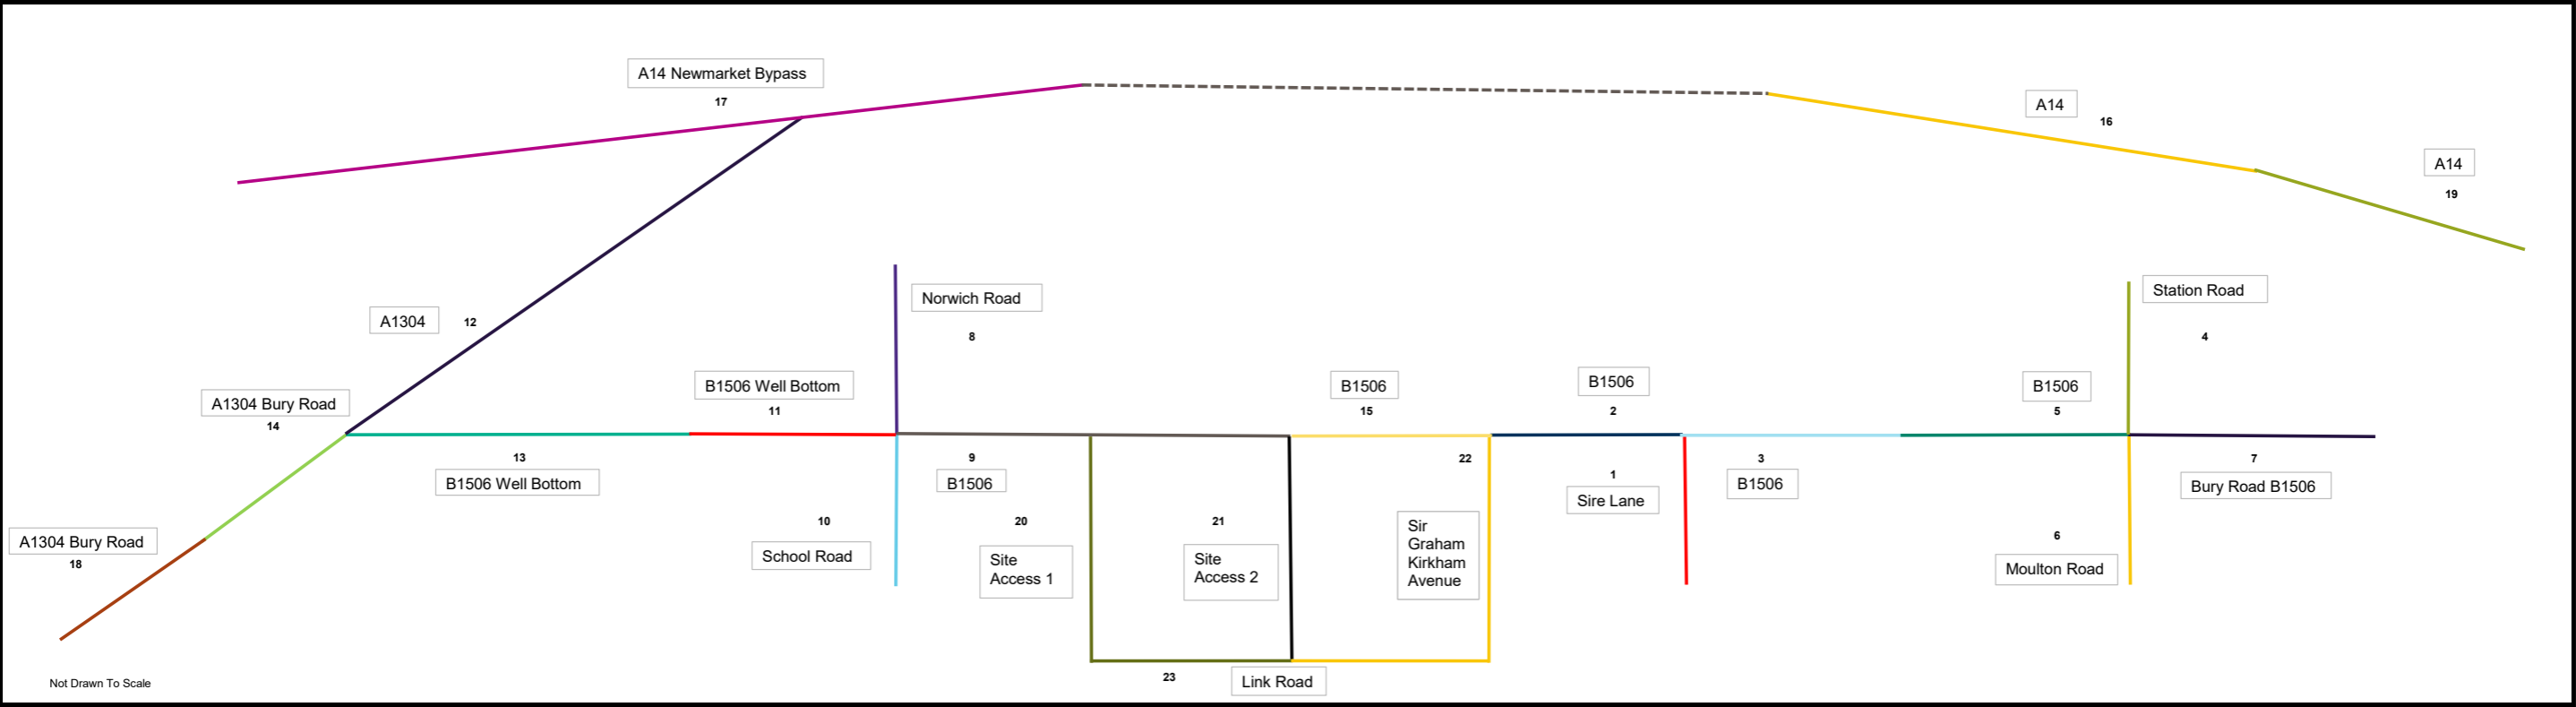 A14 Newmarket Bypass
17
A14
16
A14
19
Norwich Road
8
Station Road
4
A1304
12
A1304 Bury Road
14
B1506 Well Bottom
11
B1506
15
B1506
2
B1506
5
13
B1506 Well Bottom
9
B1506
22
1
Sire Lane
3
B1506
7
Bury Road B1506
10
School Road
20
Site
Access 1
21
Site
Access 2
Sir
Graham
Kirkham
Avenue
6
Moulton Road
A1304 Bury Road
18
23
Link Road
Not Drawn To Scale